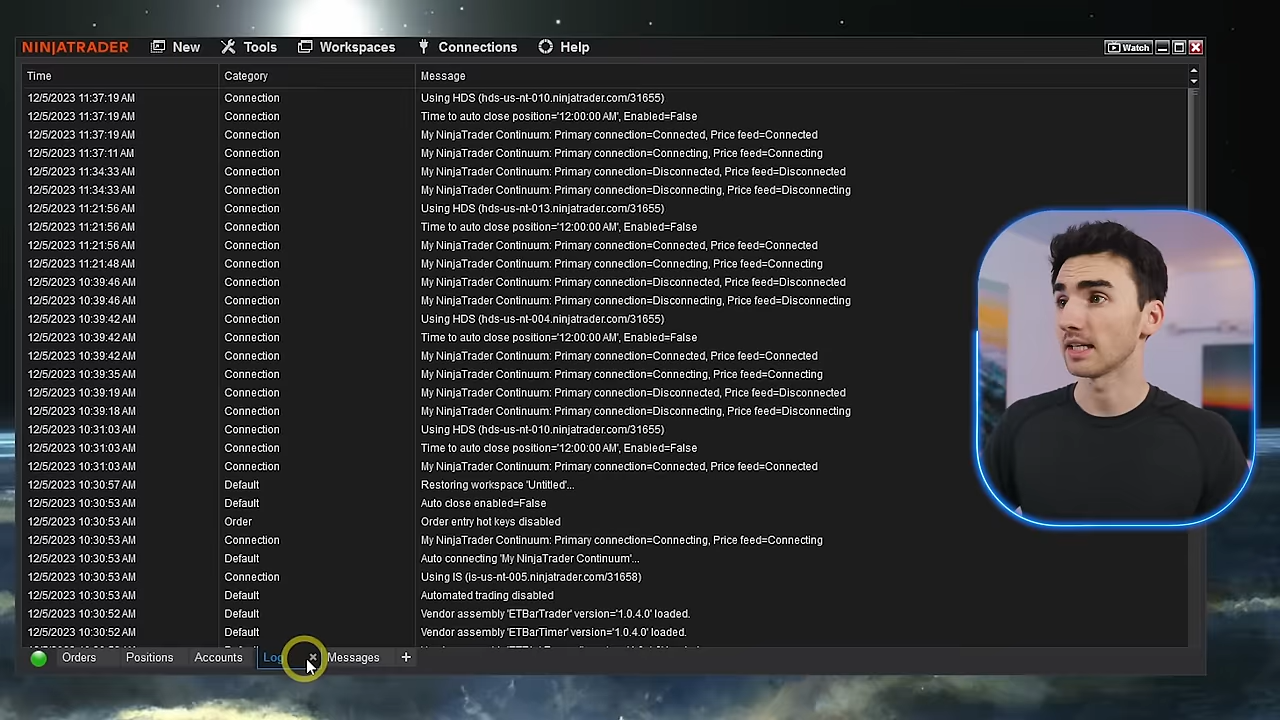 NINJATRADER New Tools Workspaces Connections Help Watch
Time Category Message
12/5/2023 11:37:19 AM Connection Using HDS (hds-us-nt-010.ninjatrader.com/31655)
12/5/2023 11:37:19 AM Connection Time to auto close position='12:00:00 AM', Enabled=False
12/5/2023 11:37:19 AM Connection My NinjaTrader Continuum: Primary connection=Connected, Price feed=Connected
12/5/2023 11:37:11 AM Connection My NinjaTrader Continuum: Primary connection=Connecting, Price feed=Connecting
12/5/2023 11:34:33 AM Connection My NinjaTrader Continuum: Primary connection=Disconnected, Price feed=Disconnected
12/5/2023 11:34:33 AM Connection My NinjaTrader Continuum: Primary connection=Disconnecting, Price feed=Disconnecting
12/5/2023 11:21:56 AM Connection Using HDS (hds-us-nt-013.ninjatrader.com/31655)
12/5/2023 11:21:56 AM Connection Time to auto close position='12:00:00 AM', Enabled=False
12/5/2023 11:21:56 AM Connection My NinjaTrader Continuum: Primary connection=Connected, Price feed=Connected
12/5/2023 11:21:48 AM Connection My NinjaTrader Continuum: Primary connection=Connecting, Price feed=Connecting
12/5/2023 10:39:46 AM Connection My NinjaTrader Continuum: Primary connection=Disconnected, Price feed=Disconnected
12/5/2023 10:39:46 AM Connection My NinjaTrader Continuum: Primary connection=Disconnecting, Price feed=Disconnecting
12/5/2023 10:39:42 AM Connection Using HDS (hds-us-nt-004.ninjatrader.com/31655)
12/5/2023 10:39:42 AM Connection Time to auto close position='12:00:00 AM', Enabled=False
12/5/2023 10:39:42 AM Connection My NinjaTrader Continuum: Primary connection=Connected, Price feed=Connected
12/5/2023 10:39:35 AM Connection My NinjaTrader Continuum: Primary connection=Connecting, Price feed=Connecting
12/5/2023 10:39:19 AM Connection My NinjaTrader Continuum: Primary connection=Disconnected, Price feed=Disconnected
12/5/2023 10:39:18 AM Connection My NinjaTrader Continuum: Primary connection=Disconnecting, Price feed=Disconnecting
12/5/2023 10:31:03 AM Connection Using HDS (hds-us-nt-010.ninjatrader.com/31655)
12/5/2023 10:31:03 AM Connection Time to auto close position='12:00:00 AM', Enabled=False
12/5/2023 10:31:03 AM Connection My NinjaTrader Continuum: Primary connection=Connected, Price feed=Connected
12/5/2023 10:30:57 AM Default Restoring workspace 'Untitled'...
12/5/2023 10:30:53 AM Default Auto close enabled=False
12/5/2023 10:30:53 AM Order Order entry hot keys disabled
12/5/2023 10:30:53 AM Connection My NinjaTrader Continuum: Primary connection=Connecting, Price feed=Connecting
12/5/2023 10:30:53 AM Default Auto connecting 'My NinjaTrader Continuum'...
12/5/2023 10:30:53 AM Connection Using IS (is-us-nt-005.ninjatrader.com/31658)
12/5/2023 10:30:53 AM Default Automated trading disabled
12/5/2023 10:30:52 AM Default Vendor assembly 'ETBarTrader' version='1.0.4.0' loaded.
12/5/2023 10:30:52 AM Default Vendor assembly 'ETBarTimer' version='1.0.4.0' loaded.
Orders Positions Accounts Log Messages +